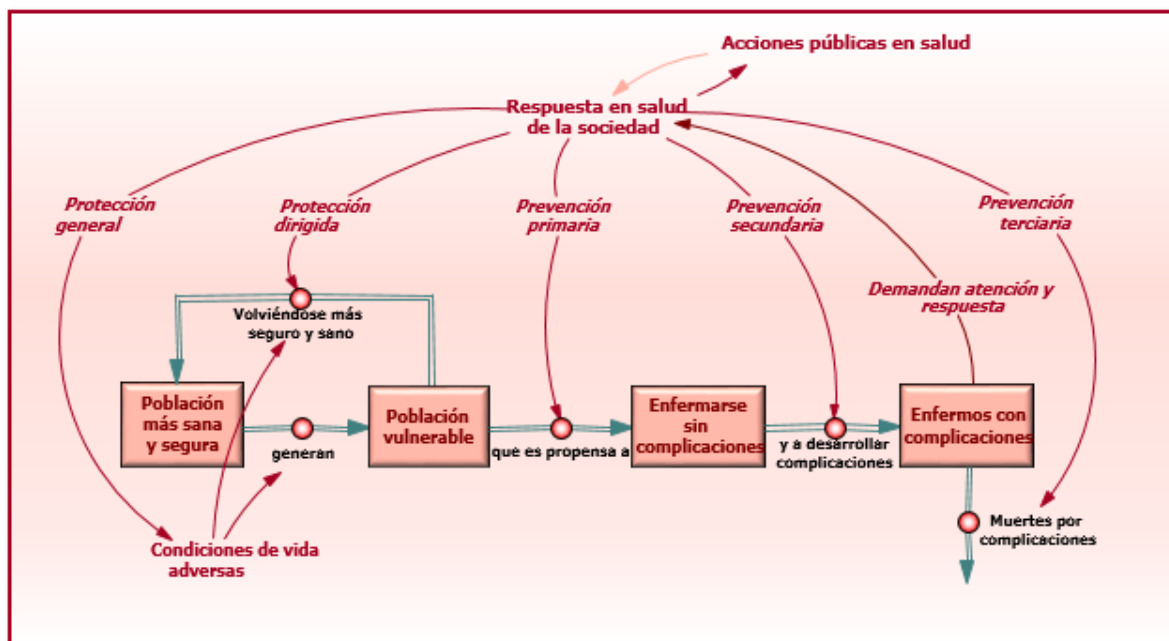 Acciones públicas en salud
Respuesta en salud
de la sociedad
Protección
general
Protección
dirigida
Prevención
primaria
Prevención
secundaria
Prevención
terciaria
Demandan atención y
respuesta
Volviéndose más
seguro y sano
Población
más sana
y segura
generan
Población
vulnerable
que es propensa a
Enfermarse
sin
complicaciones
y a desarrollar
complicaciones
Enfermos con
complicaciones
Muertes por
complicaciones
Condiciones de vida
adversas